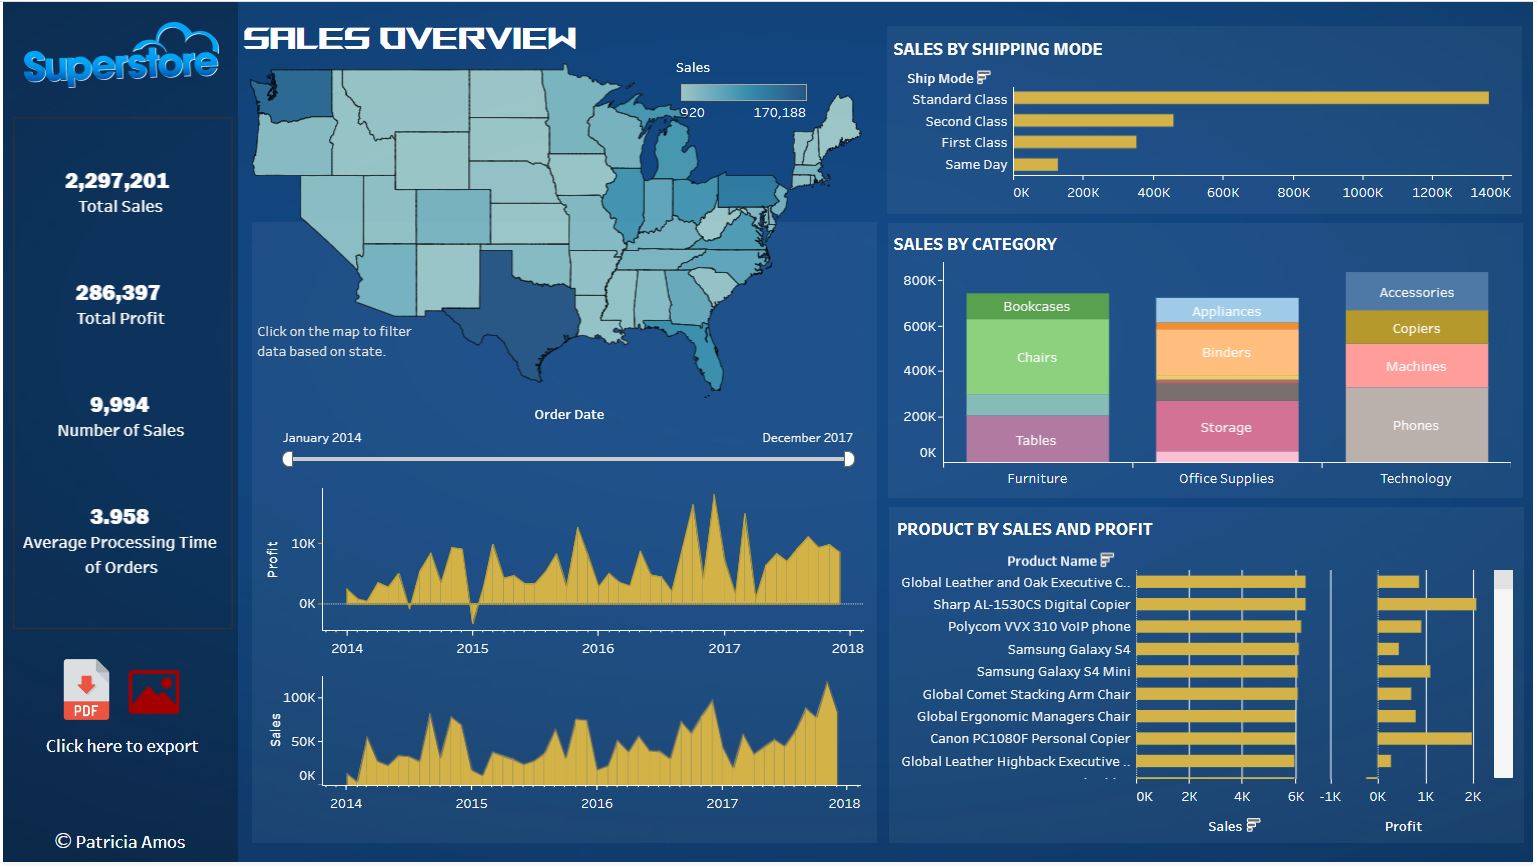 Superstore
2,297,201
Total Sales
286,397
Total Profit
9,994
Number of Sales
3.958
Average Processing Time
of Orders
PDF
Click here to export
© Patricia Amos
SALES OVERVIEW
Sales
920 170,188
Click on the map to filter
data based on state.
Order Date
January 2014 December 2017
Profit
10K
0K
2014 2015 2016 2017 2018
Sales
100K
50K
0K
2014 2015 2016 2017 2018
SALES BY SHIPPING MODE
Ship Mode
Standard Class
Second Class
First Class
Same Day
0K 200K 400K 600K 800K 1000K 1200K 1400K
SALES BY CATEGORY
800K
600K
400K
200K
0K
Bookcases
Chairs
Tables
Appliances
Binders
Storage
Accessories
Copiers
Machines
Phones
Furniture Office Supplies Technology
PRODUCT BY SALES AND PROFIT
Product Name
Global Leather and Oak Executive C..
Sharp AL-1530CS Digital Copier
Polycom VVX 310 VoIP phone
Samsung Galaxy S4
Samsung Galaxy S4 Mini
Global Comet Stacking Arm Chair
Global Ergonomic Managers Chair
Canon PC1080F Personal Copier
Global Leather Highback Executive ..
0K 2K 4K 6K -1K 0K 1K 2K
Sales Profit